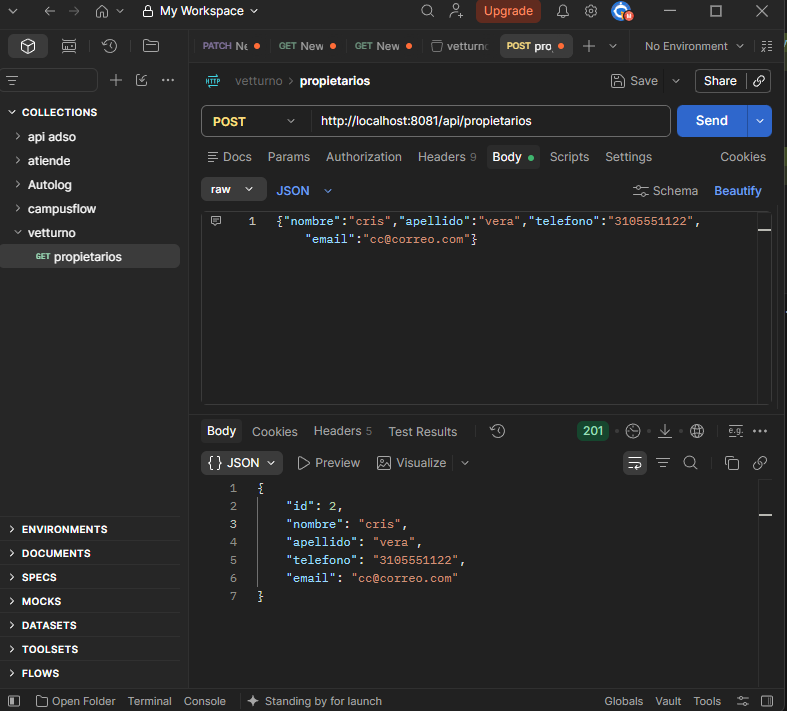 My Workspace
Upgrade
PATCH Ne
GET New
GET New
vetturno
POST pro
No Environment
HTTP
vetturno > propietarios
Save
Share
COLLECTIONS
api adso
atiende
Autolog
campusflow
vetturno
GET propietarios
POST
http://localhost:8081/api/propietarios
Send
Docs
Params
Authorization
Headers 9
Body
Scripts
Settings
Cookies
raw
JSON
Schema
Beautify
1 {"nombre":"cris","apellido":"vera","telefono":"3105551122",
"email":"cc@correo.com"}
Body
Cookies
Headers 5
Test Results
201
e.g.
{} JSON
Preview
Visualize
1 {
2 "id": 2,
3 "nombre": "cris",
4 "apellido": "vera",
5 "telefono": "3105551122",
6 "email": "cc@correo.com"
7 }
ENVIRONMENTS
DOCUMENTS
SPECS
MOCKS
DATASETS
TOOLSETS
FLOWS
Open Folder
Terminal
Console
Standing by for launch
Globals
Vault
Tools